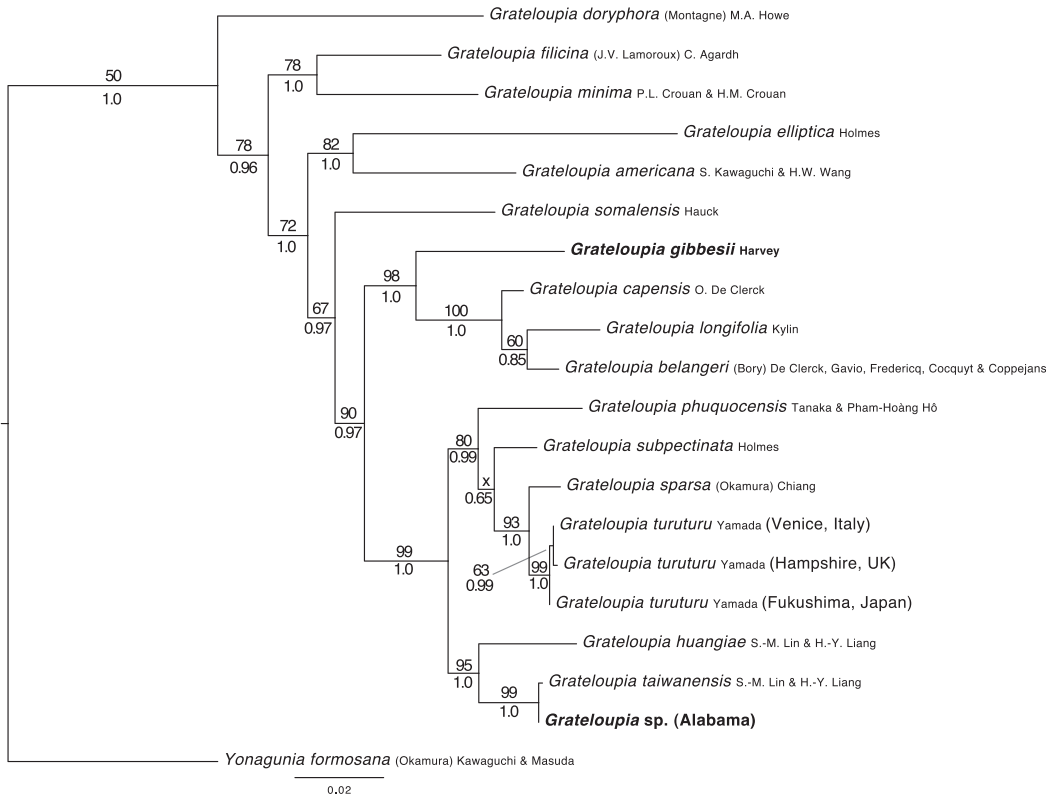 Grateloupia doryphora (Montagne) M.A. Howe
Grateloupia filicina (J.V. Lamoroux) C. Agardh
78
50
1.0
1.0
Grateloupia minima P.L. Crouan & H.M. Crouan
Grateloupia elliptica Holmes
78
82
0.96
1.0
Grateloupia americana S. Kawaguchi & H.W. Wang
Grateloupia somalensis Hauck
72
1.0
Grateloupia gibbesii Harvey
98
1.0
Grateloupia capensis O. De Clerck
67
100
0.97
1.0
Grateloupia longifolia Kylin
60
0.85
Grateloupia belangeri (Bory) De Clerck, Gavio, Fredericq, Cocquyt & Coppejans
Grateloupia phuquocensis Tanaka & Pham-Hoàng Hô
90
0.97
80
0.99
Grateloupia subpectinata Holmes
x
0.65
Grateloupia sparsa (Okamura) Chiang
93
1.0
Grateloupia turuturu Yamada (Venice, Italy)
99
1.0
Grateloupia turuturu Yamada (Hampshire, UK)
63
0.99
99
1.0
Grateloupia turuturu Yamada (Fukushima, Japan)
Grateloupia huangiae S.-M. Lin & H.-Y. Liang
95
1.0
Grateloupia taiwanensis S.-M. Lin & H.-Y. Liang
99
1.0
Grateloupia sp. (Alabama)
Yonagunia formosana (Okamura) Kawaguchi & Masuda
0.02